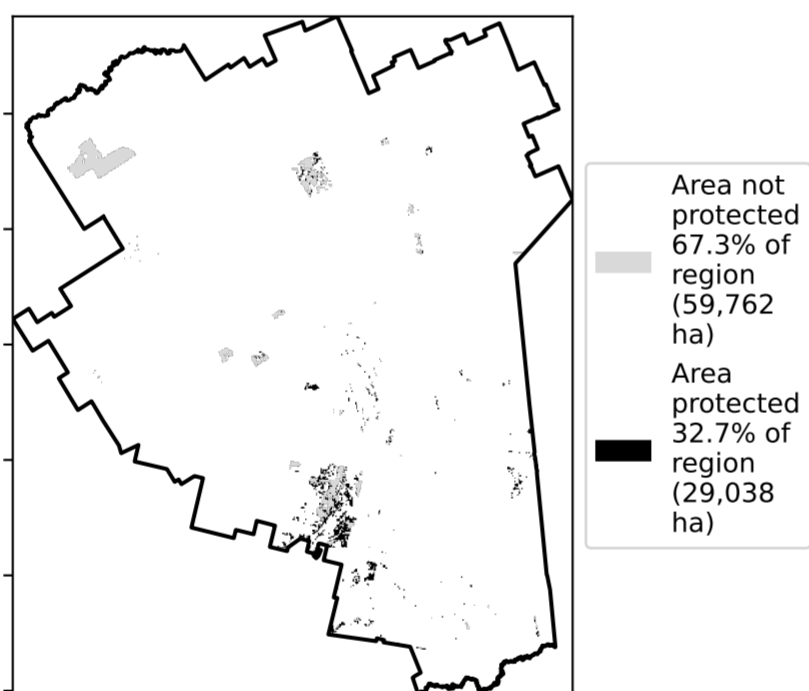 Area not
protected
67.3% of
region
(59,762
ha)
Area
protected
32.7% of
region
(29,038
ha)